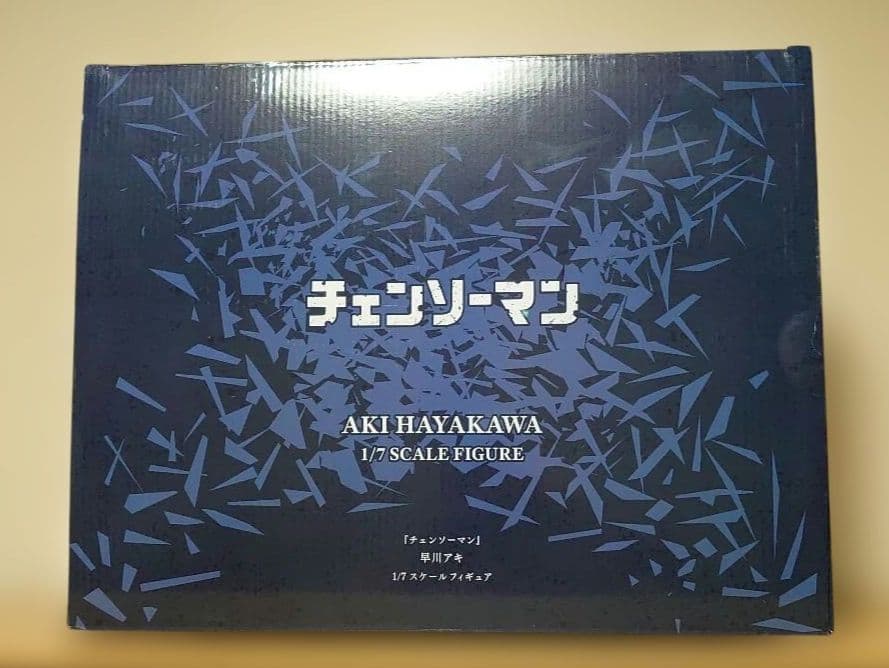 チェンソーマン
AKI HAYAKAWA
1/7 SCALE FIGURE
『チェンソーマン』
早川アキ
1/7 スケールフィギュア